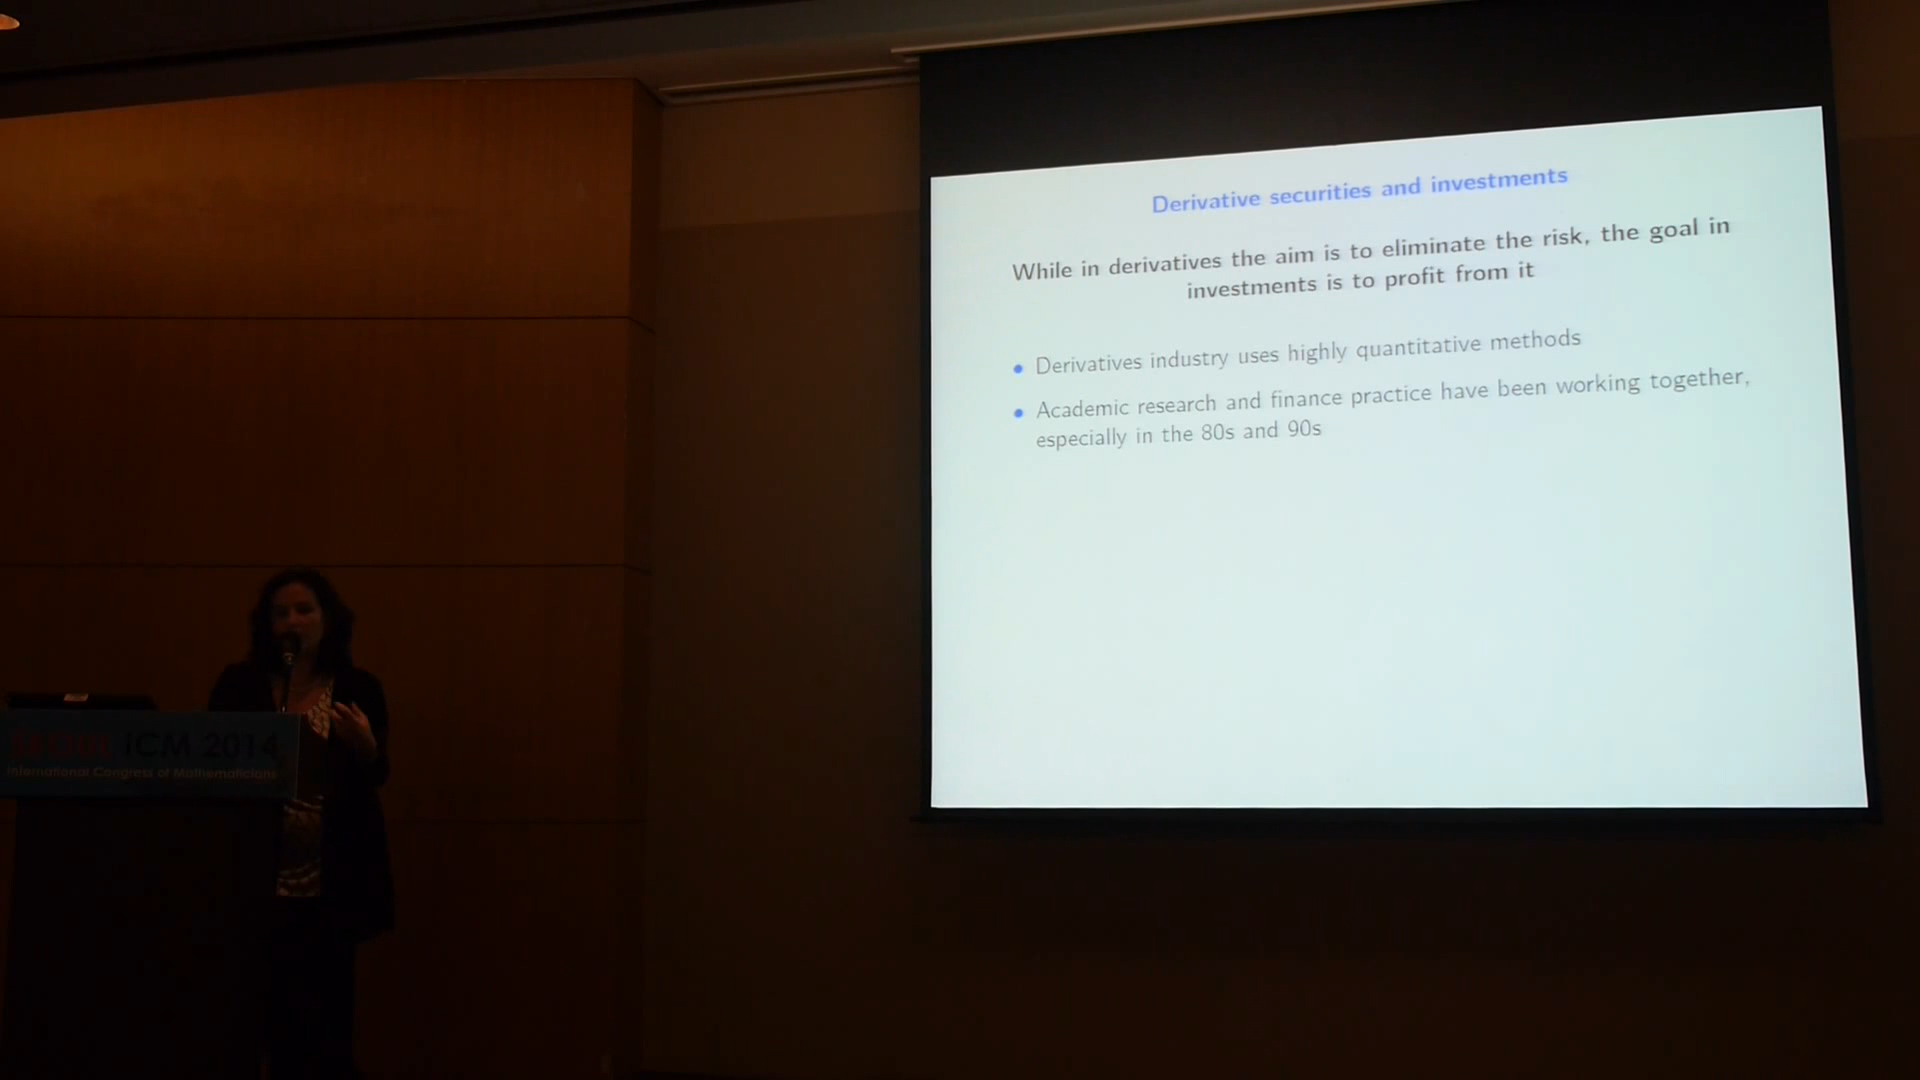 Derivative securities and investments
While in derivatives the aim is to eliminate the risk, the goal in
investments is to profit from it
• Derivatives industry uses highly quantitative methods
• Academic research and finance practice have been working together,
especially in the 80s and 90s
SEOUL ICM 2014
International Congress of Mathematicians